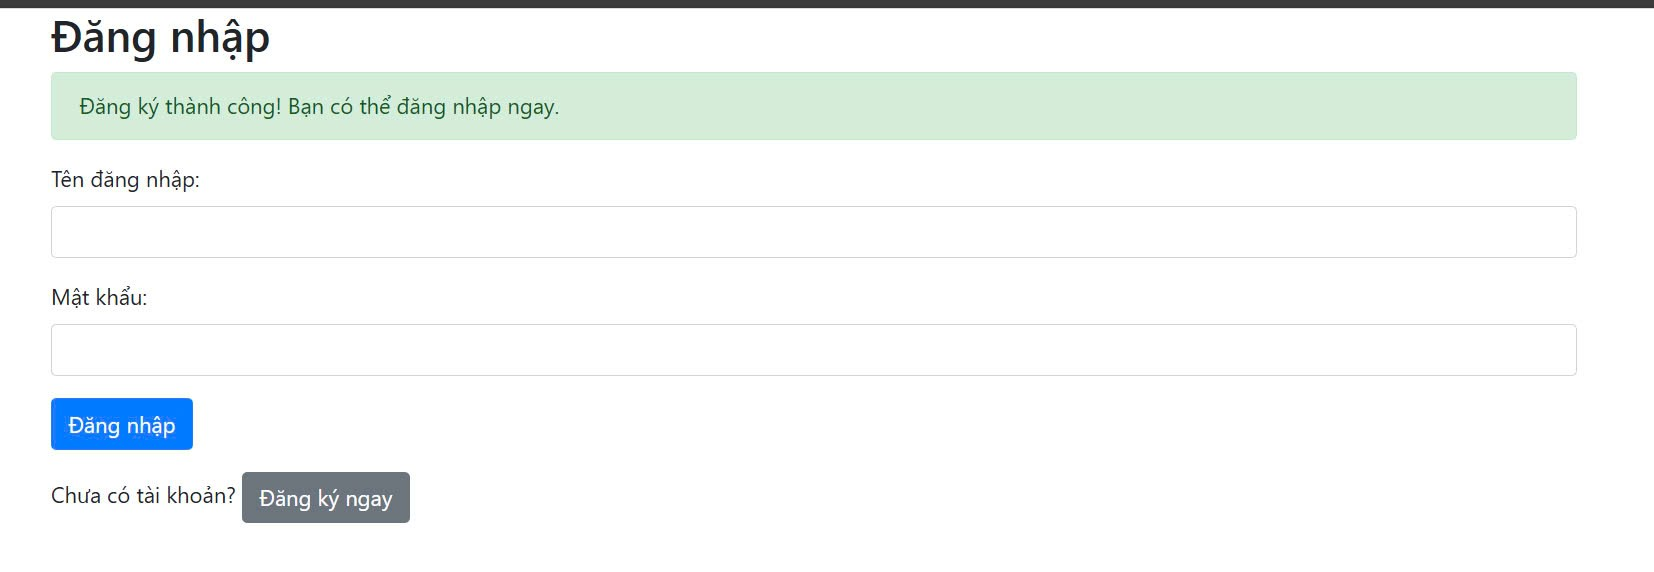 Đăng nhập
Đăng ký thành công! Bạn có thể đăng nhập ngay.
Tên đăng nhập:
Mật khẩu:
Đăng nhập
Chưa có tài khoản? Đăng ký ngay